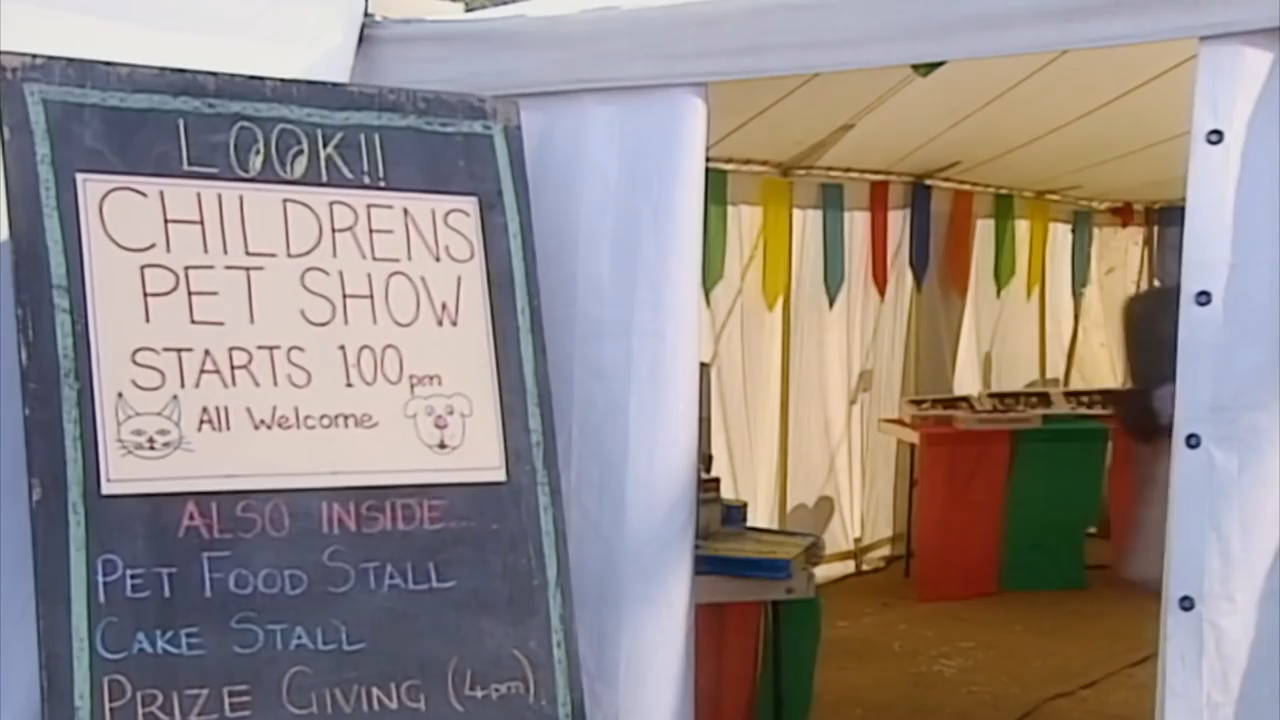 LOOK!!
CHILDRENS
PET SHOW
STARTS 1.00 pm
All Welcome
ALSO INSIDE....
PET FOOD STALL
CAKE STALL
PRIZE GIVING (4pm)